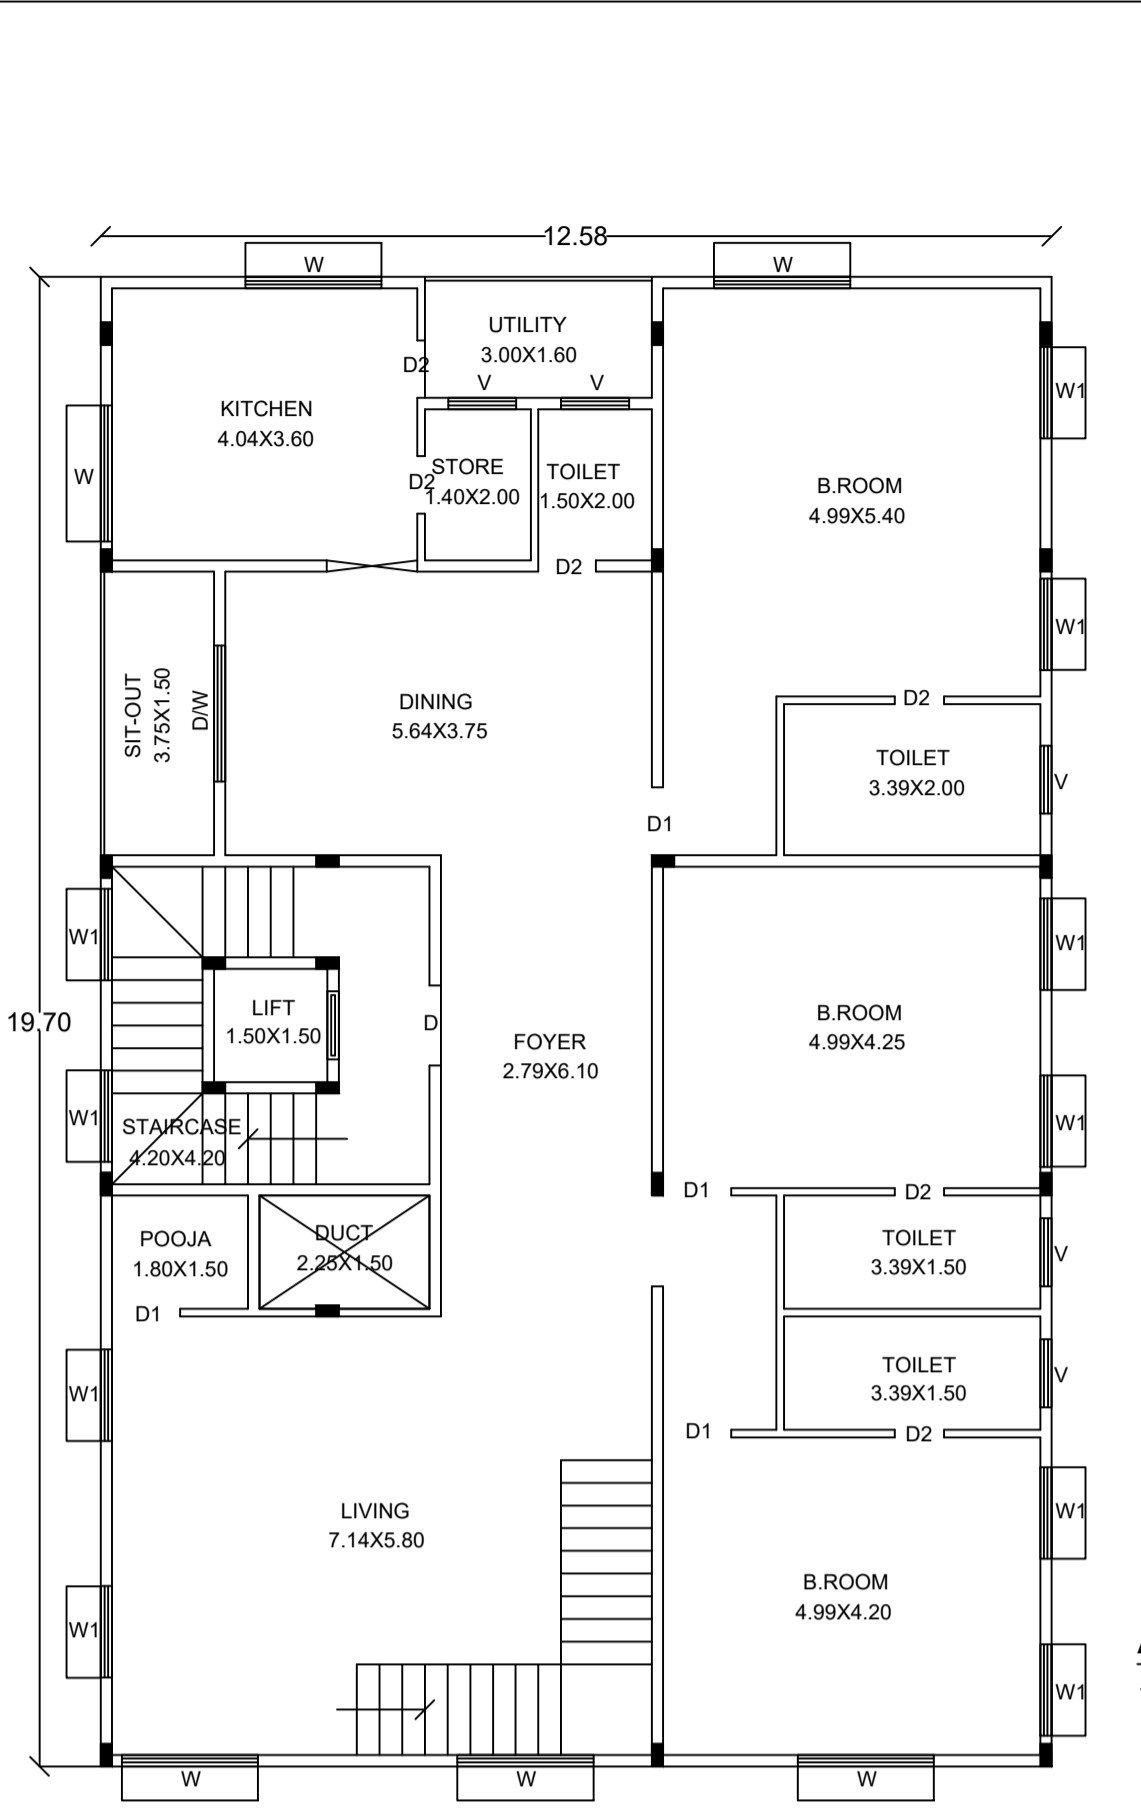 12.58
W
W
UTILITY
3.00X1.60
D2
V
V
W1
KITCHEN
4.04X3.60
W
D2
STORE
1.40X2.00
TOILET
1.50X2.00
B.ROOM
4.99X5.40
D2
W1
SIT-OUT
3.75X1.50
D/W
DINING
5.64X3.75
D2
TOILET
3.39X2.00
V
D1
W1
W1
19.70
LIFT
1.50X1.50
D
FOYER
2.79X6.10
B.ROOM
4.99X4.25
W1
STAIRCASE
4.20X4.20
W1
D1
D2
POOJA
1.80X1.50
DUCT
2.25X1.50
TOILET
3.39X1.50
V
D1
W1
TOILET
3.39X1.50
V
D1
D2
LIVING
7.14X5.80
W1
B.ROOM
4.99X4.20
W1
W1
W
W
W